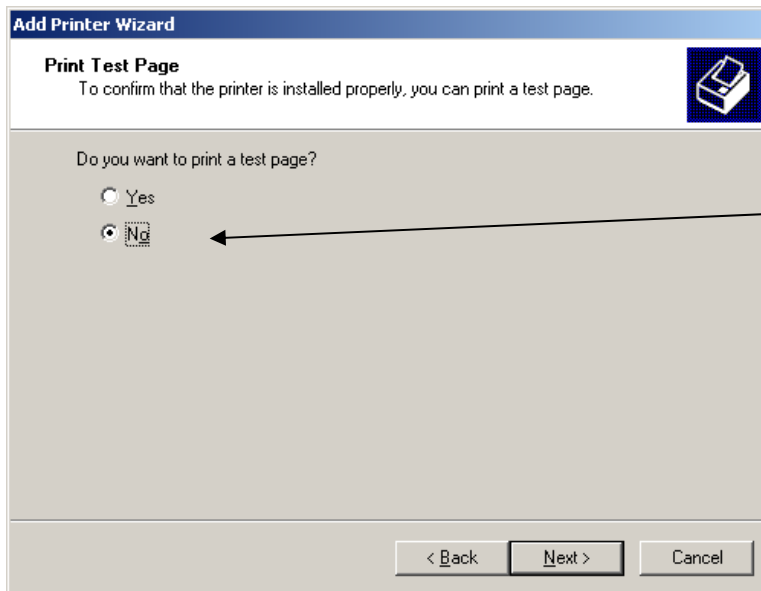 Add Printer Wizard
Print Test Page
To confirm that the printer is installed properly, you can print a test page.
Do you want to print a test page?
Yes
No
< Back Next > Cancel